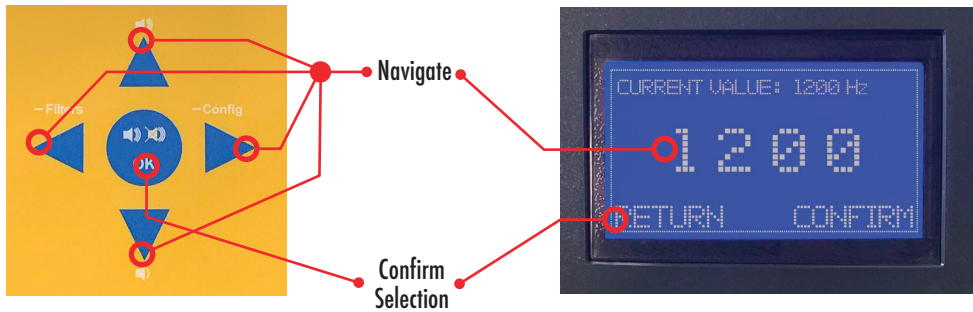 –Filters
–Config
OK
Navigate
Confirm
Selection
CURRENT VALUE: 1200 Hz
1200
RETURN
CONFIRM